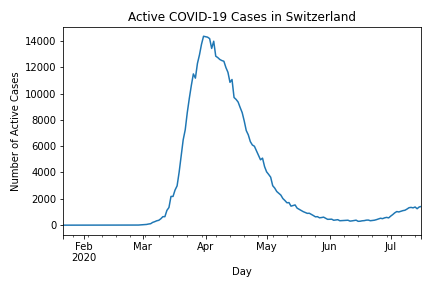 Active COVID-19 Cases in Switzerland
Number of Active Cases
14000
12000
10000
8000
6000
4000
2000
0
Feb Mar Apr May Jun Jul
2020
Day